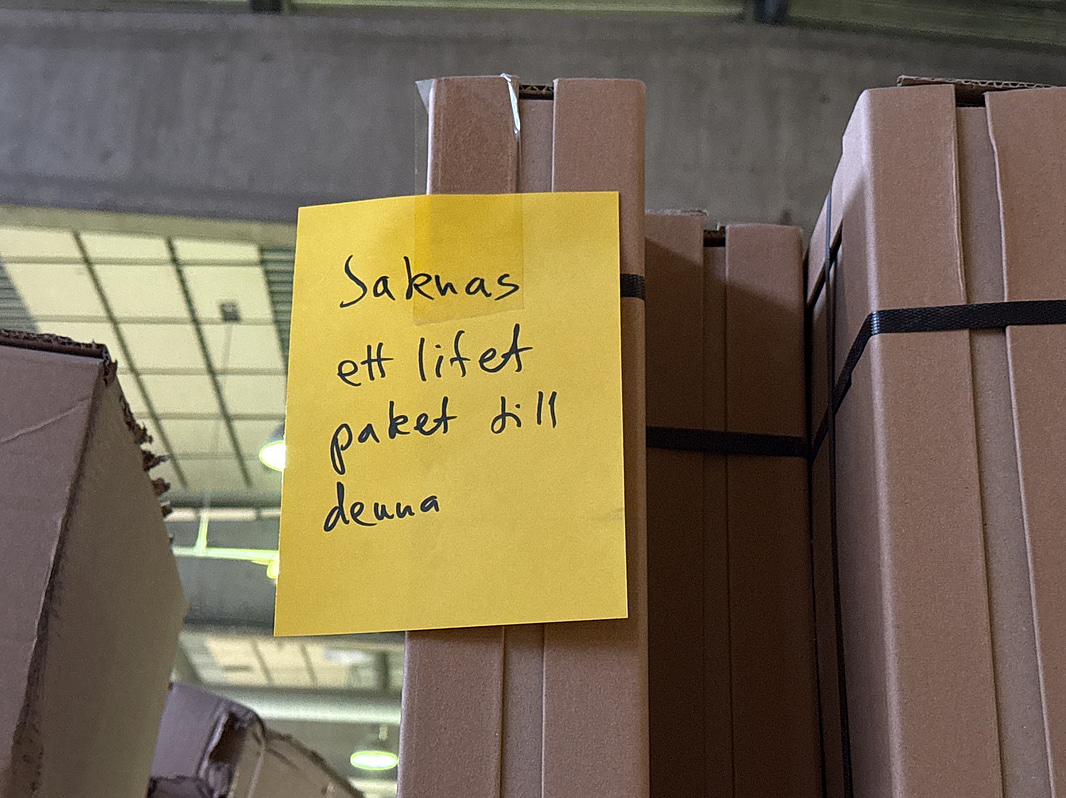 Saknas
ett litet
paket till
denna